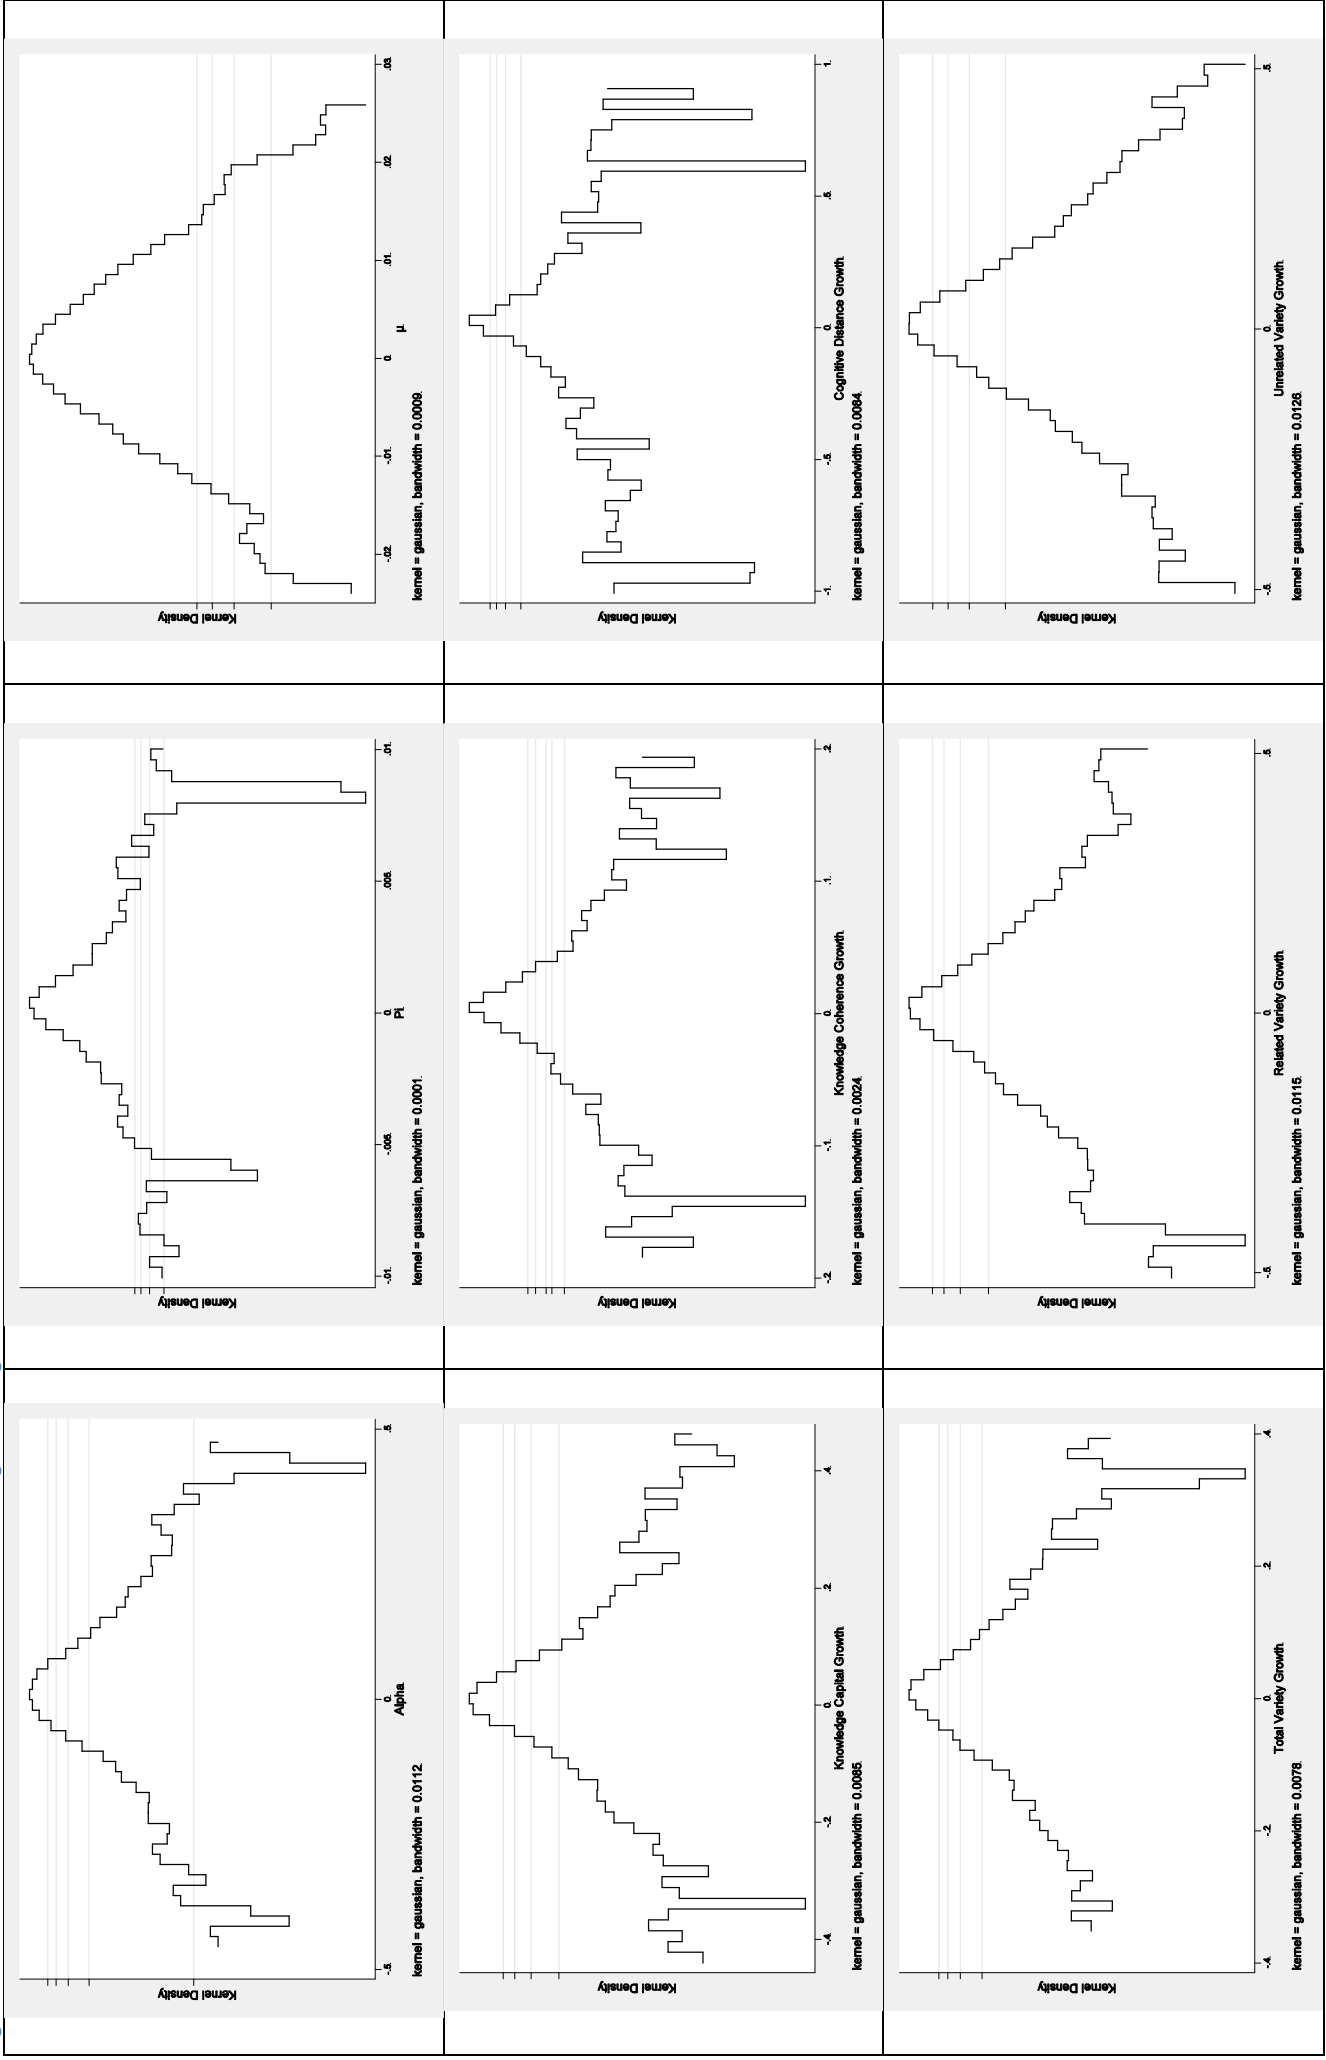 Kernel Density
-.5. 0. .5.
Alpha.
kernel = gaussian, bandwidth = 0.0112.
Kernel Density
-.01. -.005. 0. .005. .01.
Pi.
kernel = gaussian, bandwidth = 0.0001.
Kernel Density
-.02. -.01. 0. .01. .02. .03.
µ
kernel = gaussian, bandwidth = 0.0009.
Kernel Density
-.4. -.2. 0. .2. .4.
Knowledge Capital Growth.
kernel = gaussian, bandwidth = 0.0085.
Kernel Density
-.2. -.1. 0. .1. .2.
Knowledge Coherence Growth.
kernel = gaussian, bandwidth = 0.0024.
Kernel Density
-1. -.5. 0. .5. 1.
Cognitive Distance Growth.
kernel = gaussian, bandwidth = 0.0084.
Kernel Density
-.4. -.2. 0. .2. .4.
Total Variety Growth.
kernel = gaussian, bandwidth = 0.0078.
Kernel Density
-.5. 0. .5.
Related Variety Growth.
kernel = gaussian, bandwidth = 0.0115.
Kernel Density
-.5. 0. .5.
Unrelated Variety Growth.
kernel = gaussian, bandwidth = 0.0126.